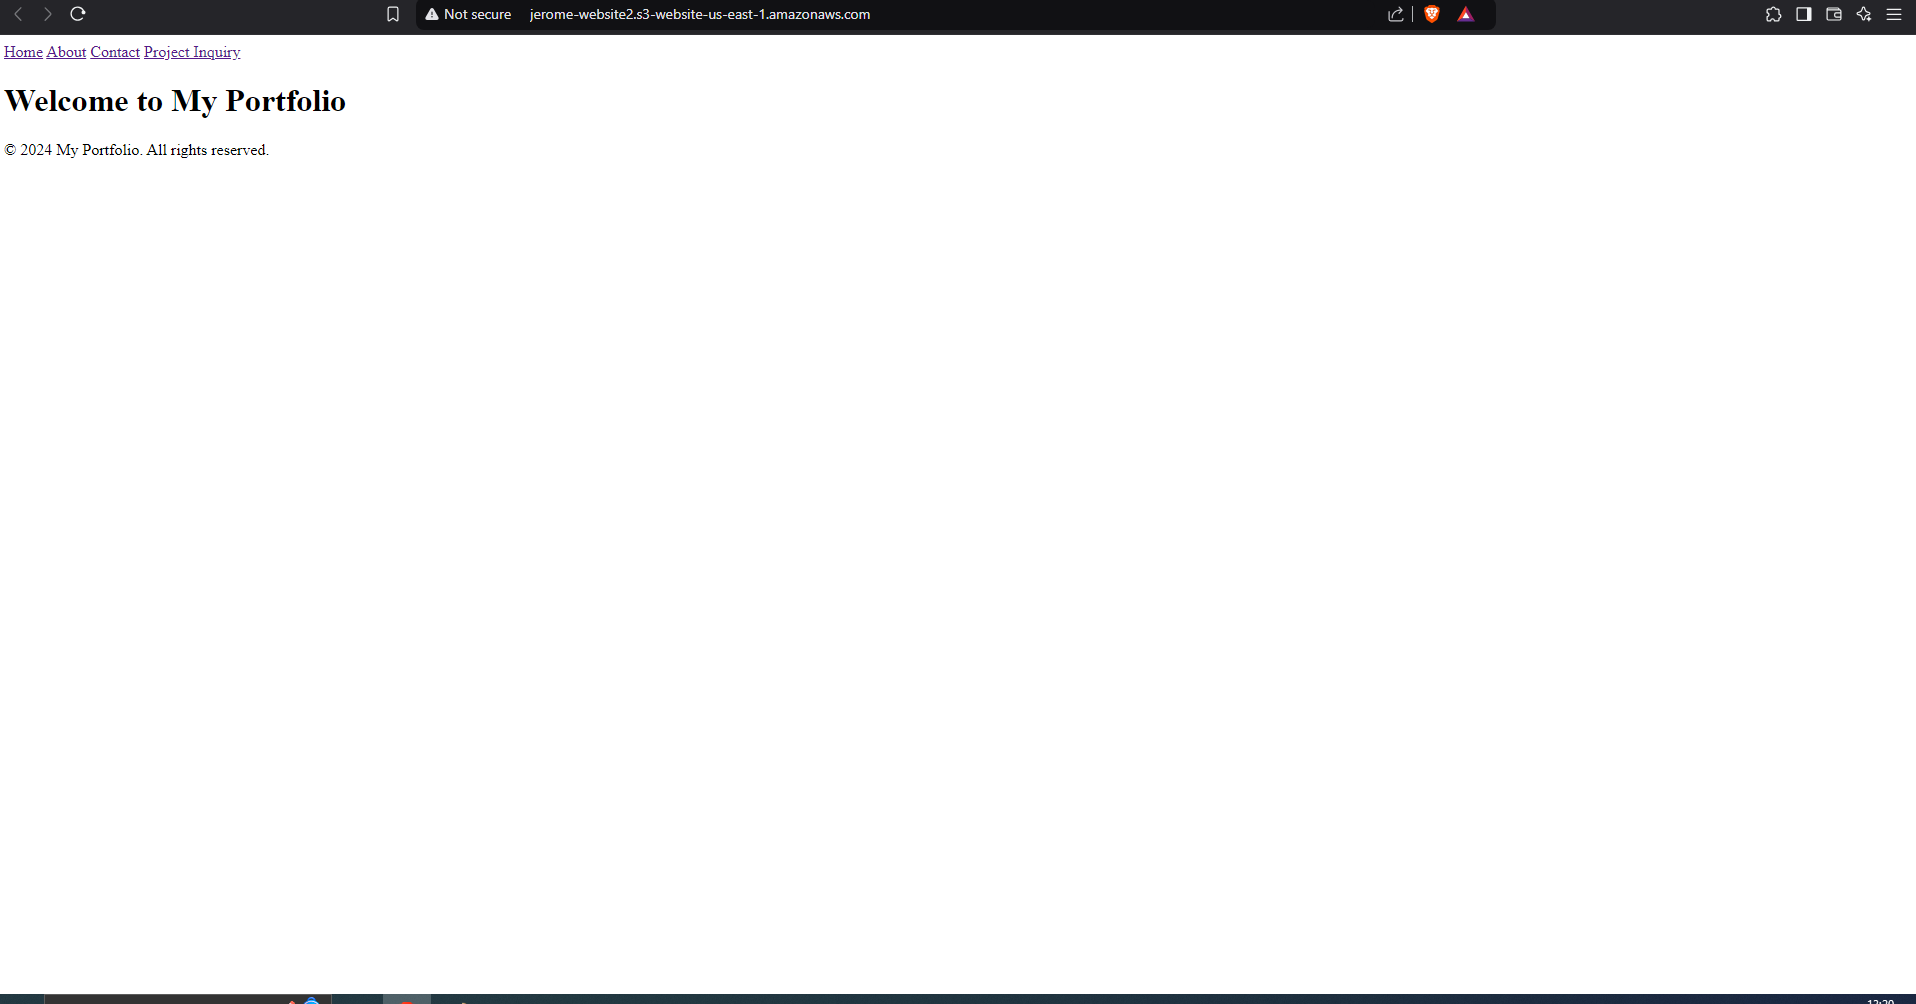 Not secure jerome-website2.s3-website-us-east-1.amazonaws.com
Home About Contact Project Inquiry
Welcome to My Portfolio
© 2024 My Portfolio. All rights reserved.